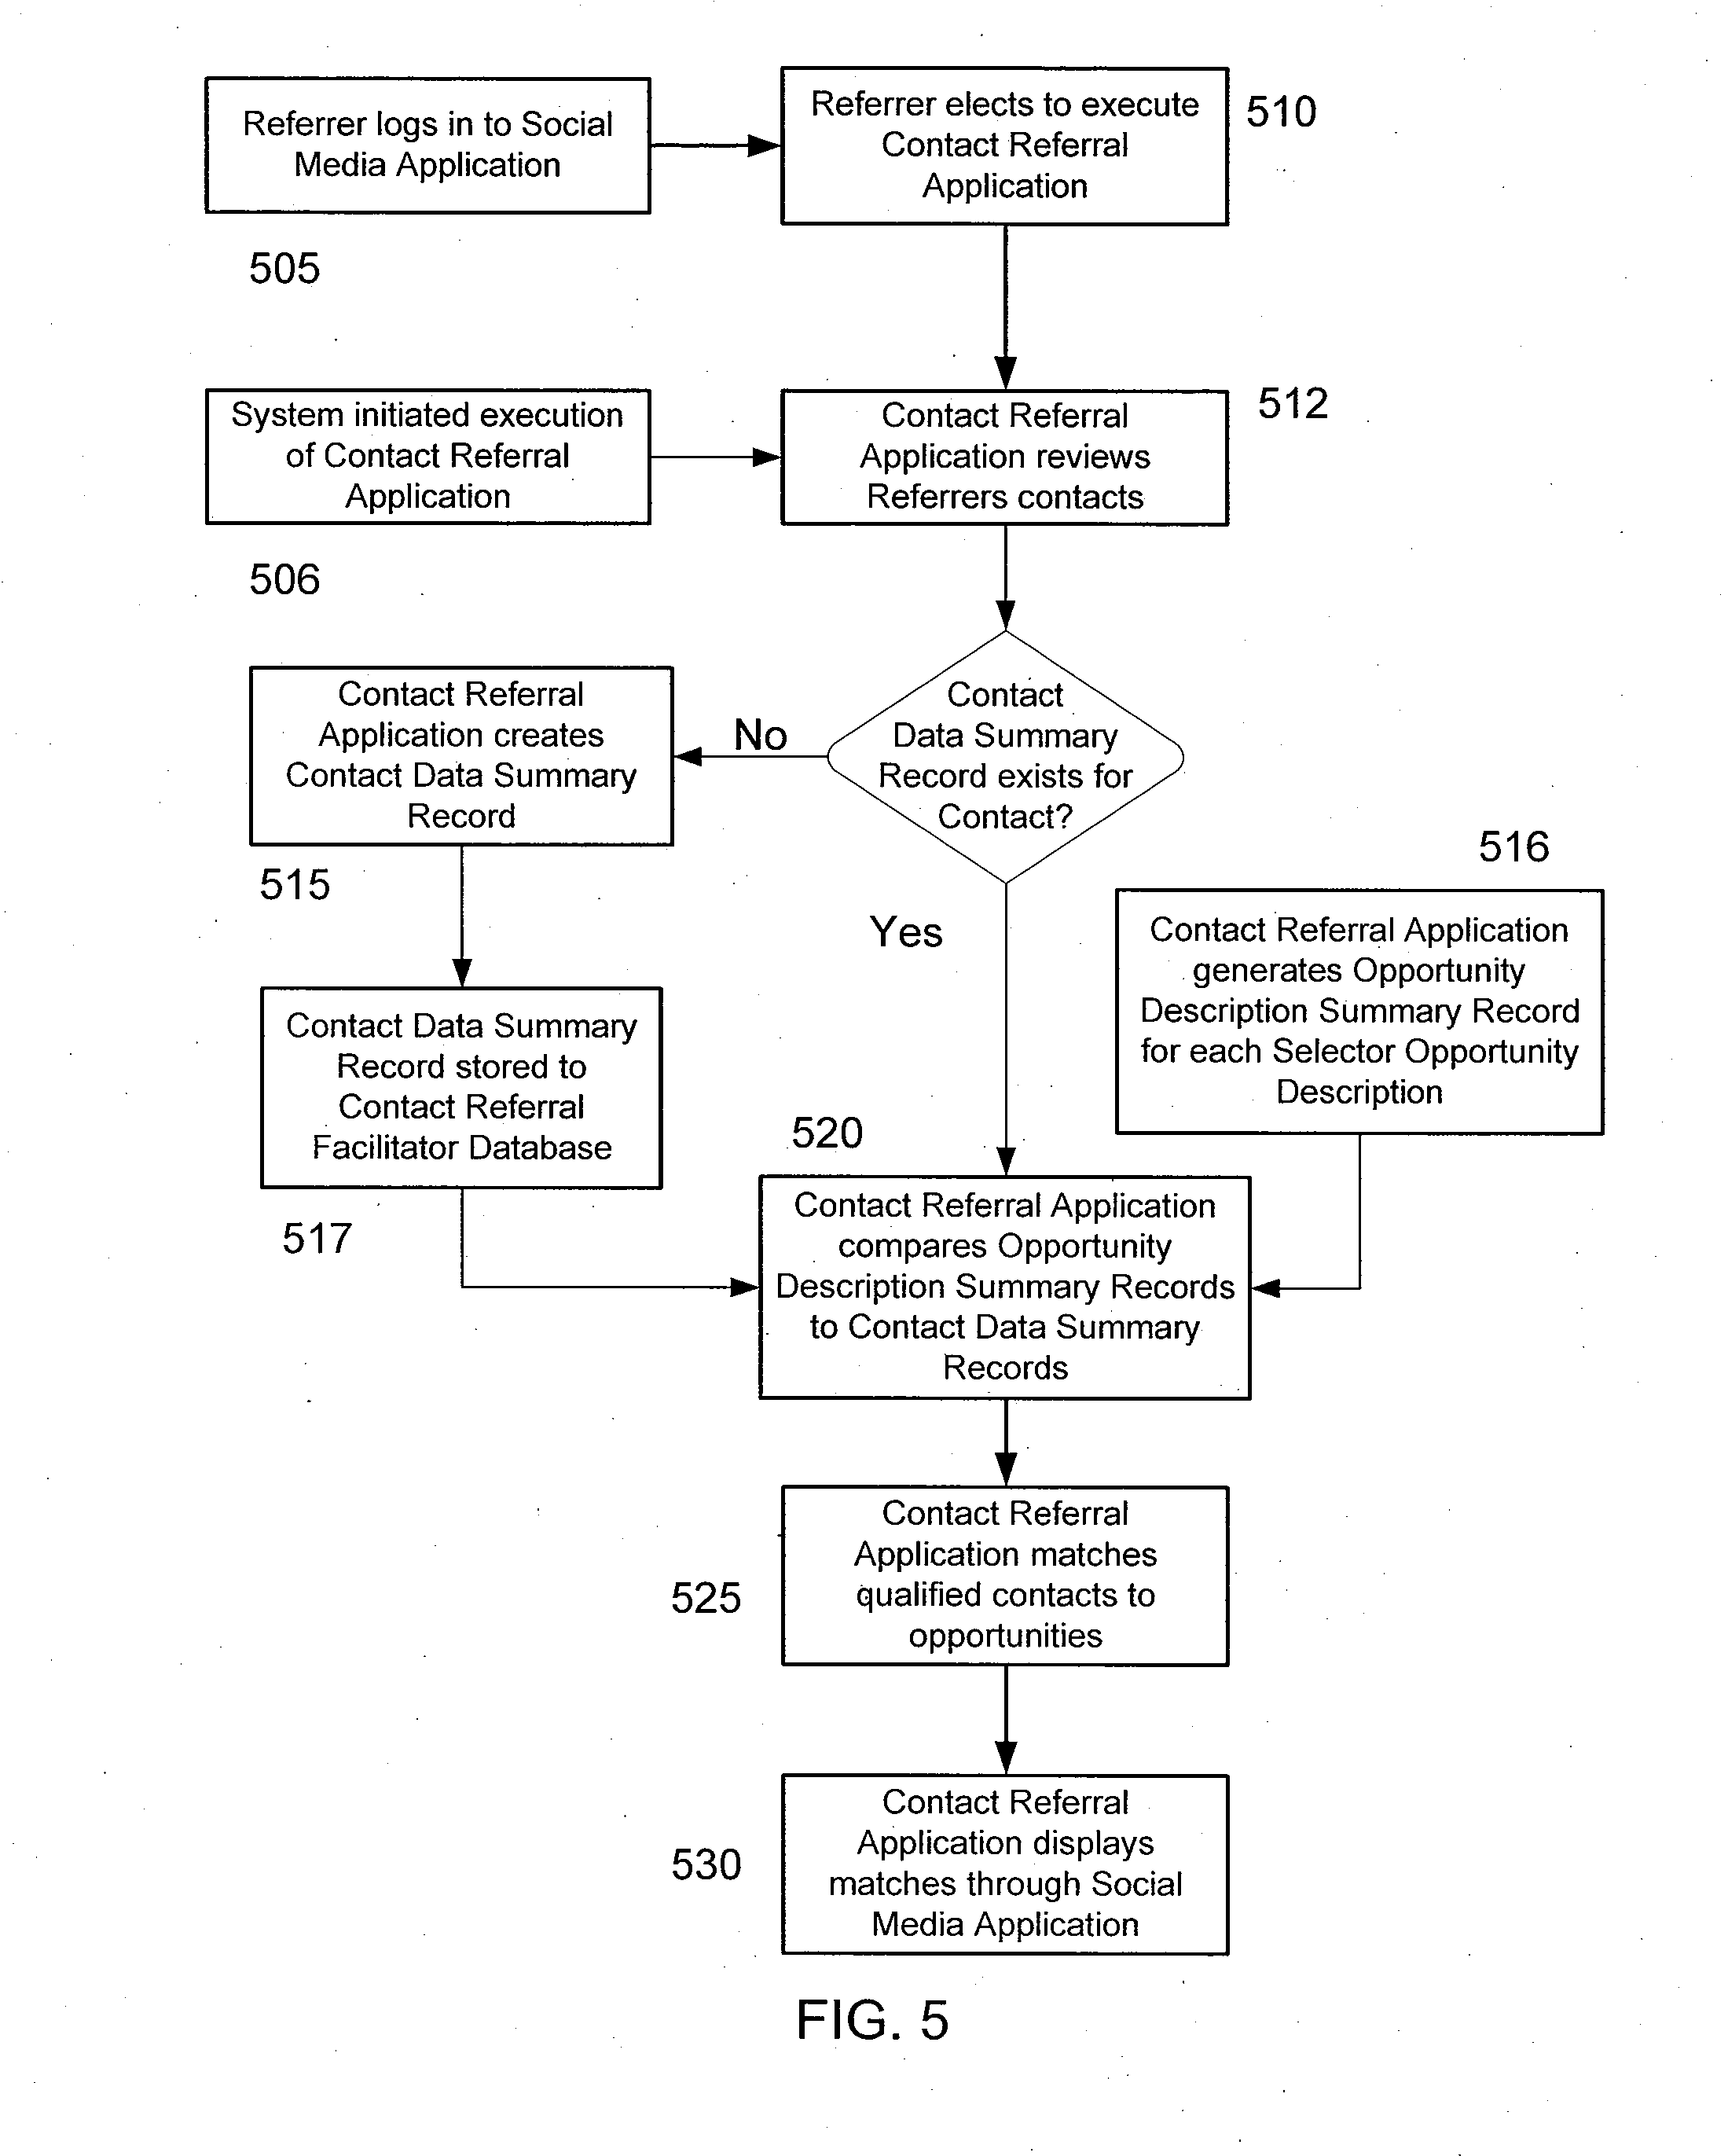 Referrer logs in to Social
Media Application
505
Referrer elects to execute
Contact Referral
Application
510
System initiated execution
of Contact Referral
Application
506
Contact Referral
Application reviews
Referrers contacts
512
Contact
Data Summary
Record exists for
Contact?
No
Yes
Contact Referral
Application creates
Contact Data Summary
Record
515
Contact Data Summary
Record stored to
Contact Referral
Facilitator Database
517
516
Contact Referral Application
generates Opportunity
Description Summary Record
for each Selector Opportunity
Description
520
Contact Referral Application
compares Opportunity
Description Summary Records
to Contact Data Summary
Records
525
Contact Referral
Application matches
qualified contacts to
opportunities
530
Contact Referral
Application displays
matches through Social
Media Application
FIG. 5